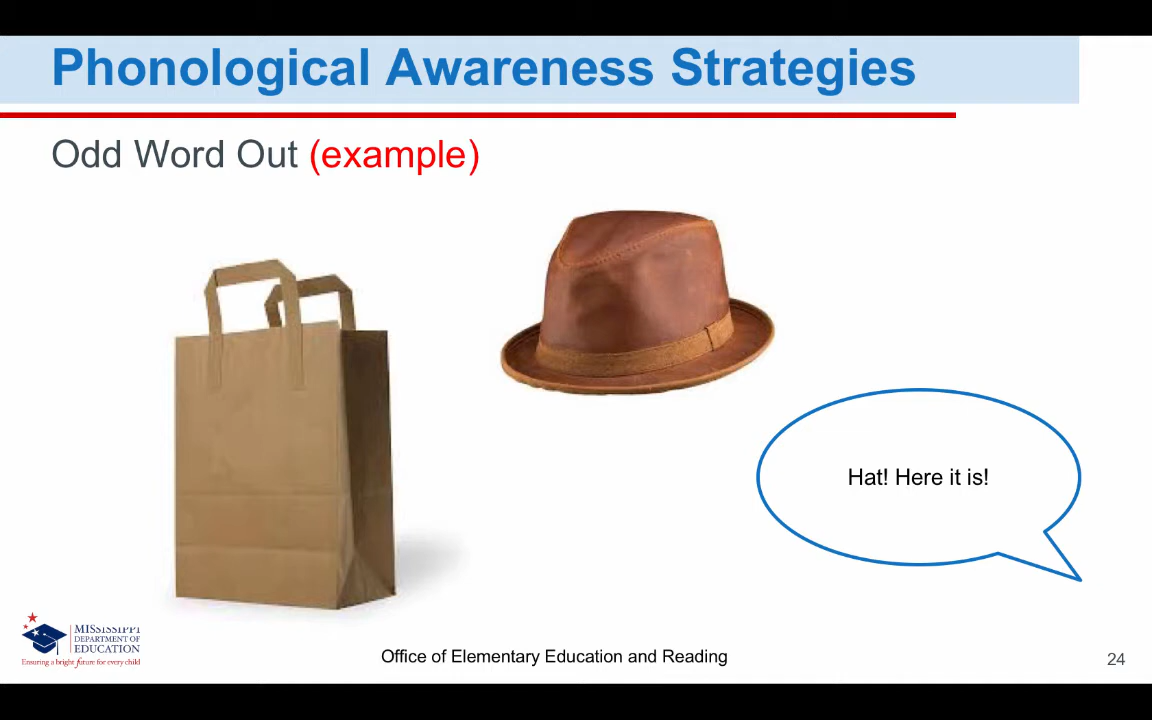 Phonological Awareness Strategies
Odd Word Out (example)
Hat! Here it is!
MISSISSIPPI
DEPARTMENT OF
EDUCATION
Ensuring a bright future for every child
Office of Elementary Education and Reading
24